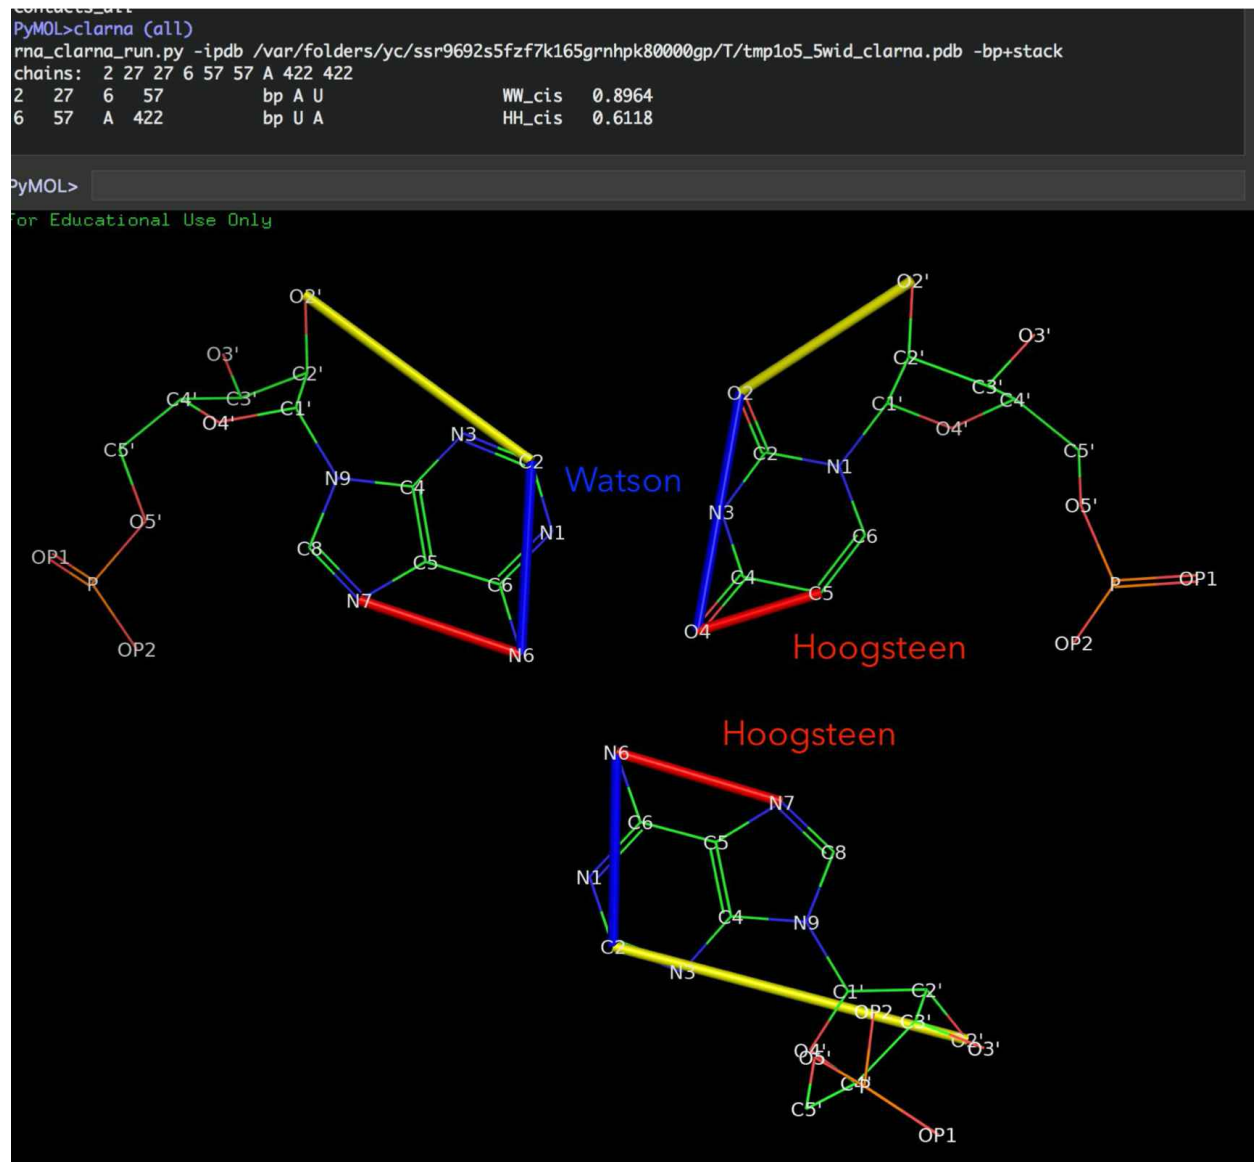 contacts_all
PyMOL>clarna (all)
rna_clarna_run.py -ipdb /var/folders/yc/ssr9692s5fzf7k165grnhpk80000gp/T/tmp1o5_5wid_clarna.pdb -bp+stack
chains: 2 27 27 6 57 57 A 422 422
2 27 6 57 bp A U WW_cis 0.8964
6 57 A 422 bp U A HH_cis 0.6118
PyMOL>
For Educational Use Only
O2' O2'
O3' O3'
C2' C2'
C4' C3' C3' C4'
O4' C1' O2 C1' O4'
C5' N3 C2 C2 N1 C5'
N9 C4 Watson
O5' N1 N3 C6 O5'
OP1 P C8 C5 C6 C4 C5 P OP1
N7 O4
OP2 N6 Hoogsteen OP2
Hoogsteen
N6
N7
C6 C5 C8
N1
C4 N9
C2 N3
C1' C2'
OP2 C3'
O2' O3'
O4' O5'
C4' P
C5'
OP1